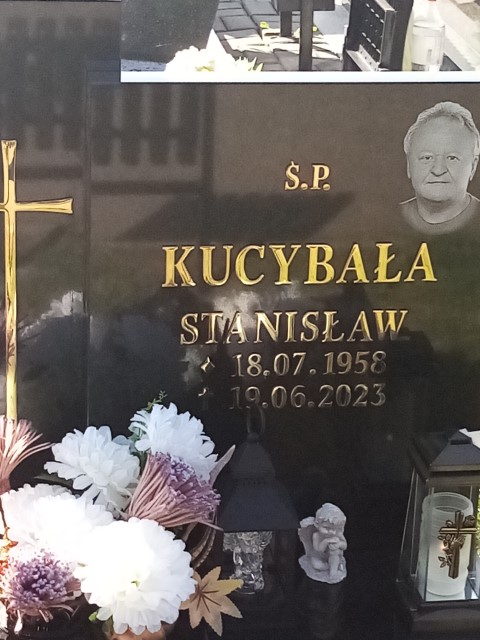 Ś.P.
KUCYBAŁA
STANISŁAW
18.07.1958
19.06.2023